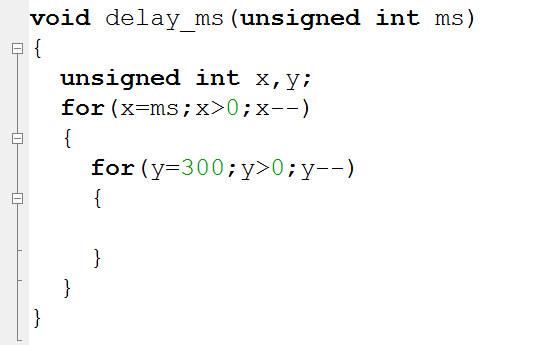 void delay_ms(unsigned int ms)
{
  unsigned int x,y;
  for(x=ms;x>0;x--)
  {
    for(y=300;y>0;y--)
    {

    }
  }
}